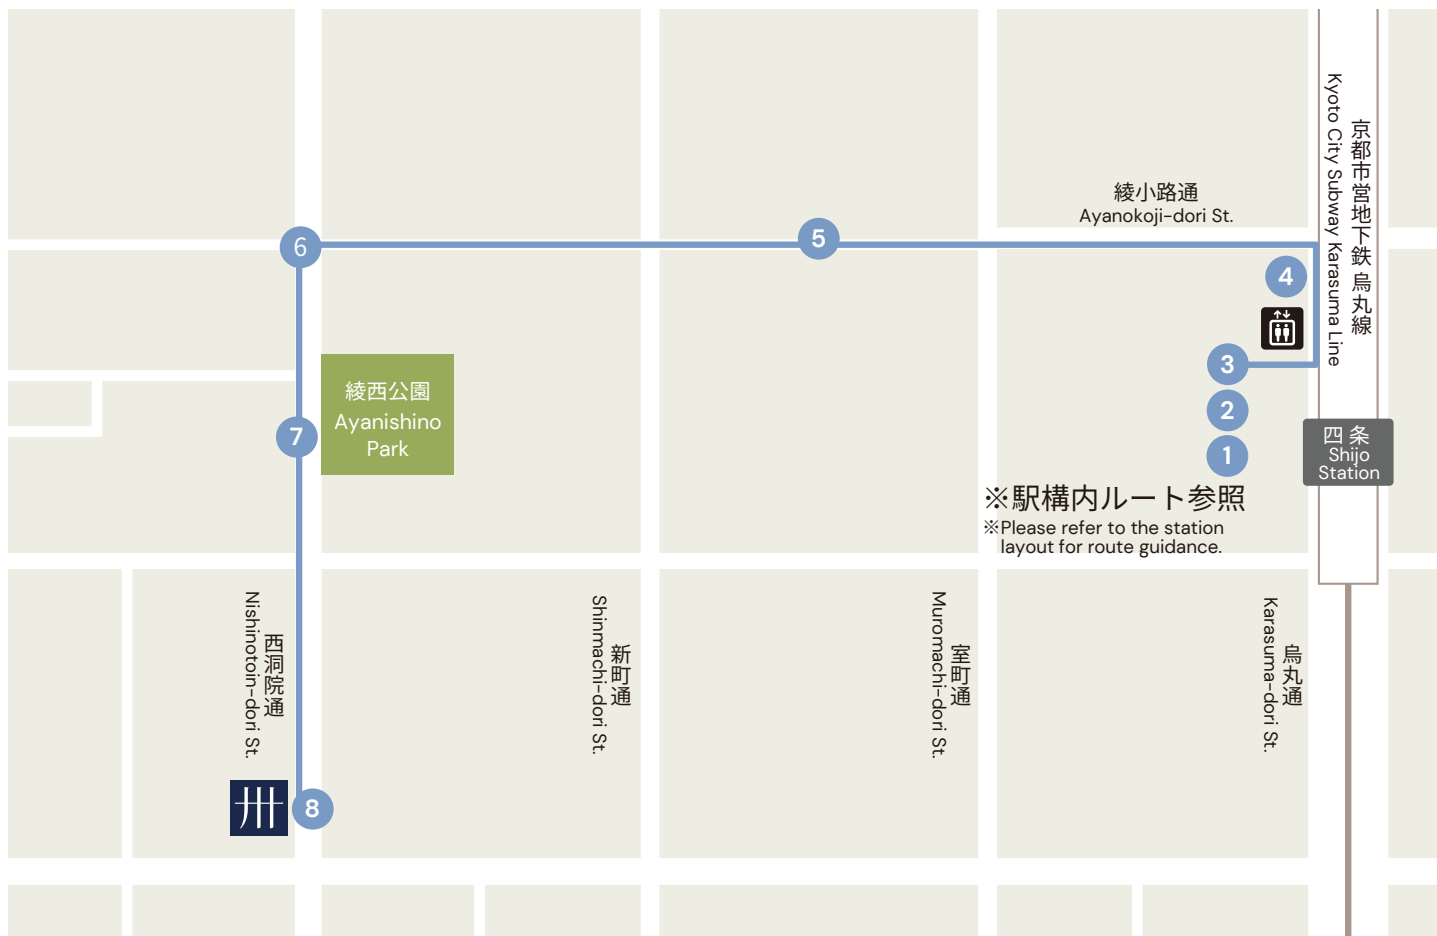 京都市営地下鉄 烏丸線
Kyoto City Subway Karasuma Line
綾小路通
Ayanokoji-dori St.
6
5
4
3
2
1
綾西公園
Ayanishino
Park
7
四条
Shijo
Station
※駅構内ルート参照
※Please refer to the station
layout for route guidance.
西洞院通
Nishinotoin-dori St.
新町通
Shinmachi-dori St.
室町通
Muromachi-dori St.
烏丸通
Karasuma-dori St.
8